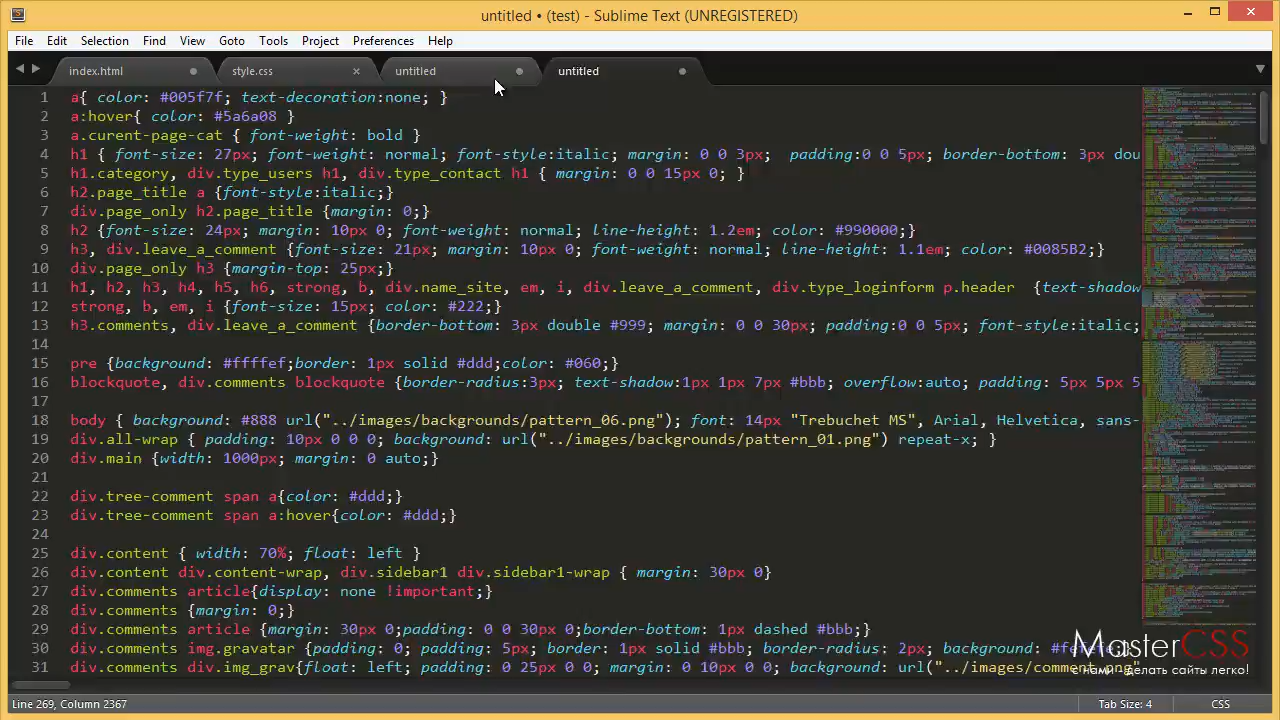 untitled • (test) - Sublime Text (UNREGISTERED)
File Edit Selection Find View Goto Tools Project Preferences Help
index.html style.css untitled untitled
1 a{ color: #005f7f; text-decoration:none; }
2 a:hover{ color: #5a6a08 }
3 a.curent-page-cat { font-weight: bold }
4 h1 { font-size: 27px; font-weight: normal; font-style:italic; margin: 0 0 3px;  padding:0 0 5px; border-bottom: 3px dou
5 h1.category, div.type_users h1, div.type_contact h1 { margin: 0 0 15px 0; }
6 h2.page_title a {font-style:italic;}
7 div.page_only h2.page_title {margin: 0;}
8 h2 {font-size: 24px; margin: 10px 0; font-weight: normal; line-height: 1.2em; color: #990000;}
9 h3, div.leave_a_comment {font-size: 21px; margin: 10px 0; font-weight: normal; line-height: 1.1em; color: #0085B2;}
10 div.page_only h3 {margin-top: 25px;}
11 h1, h2, h3, h4, h5, h6, strong, b, div.name_site, em, i, div.leave_a_comment, div.type_loginform p.header  {text-shadow
12 strong, b, em, i {font-size: 15px; color: #222;}
13 h3.comments, div.leave_a_comment {border-bottom: 3px double #999; margin: 0 0 30px; padding:0 0 5px; font-style:italic;
14
15 pre {background: #ffffef;border: 1px solid #ddd;color: #060;}
16 blockquote, div.comments blockquote {border-radius:3px; text-shadow:1px 1px 7px #bbb; overflow:auto; padding: 5px 5px 5
17
18 body { background: #888 url("../images/backgrounds/pattern_06.png"); font: 14px "Trebuchet MS", Arial, Helvetica, sans-
19 div.all-wrap { padding: 10px 0 0 0; background: url("../images/backgrounds/pattern_01.png") repeat-x; }
20 div.main {width: 1000px; margin: 0 auto;}
21
22 div.tree-comment span a{color: #ddd;}
23 div.tree-comment span a:hover{color: #ddd;}
24
25 div.content { width: 70%; float: left }
26 div.content div.content-wrap, div.sidebar1 div.sidebar1-wrap { margin: 30px 0}
27 div.comments article{display: none !important;}
28 div.comments {margin: 0;}
29 div.comments article {margin: 30px 0;padding: 0 30px 0;border-bottom: 1px dashed #bbb;}
30 div.comments img.gravatar {padding: 0; padding: 5px; border: 1px solid #bbb; border-radius: 2px; background: #fefefe;
31 div.comments div.img_grav{float: left; padding: 0 25px 0 0; margin: 0 10px 0 0; background: url("../images/comment.png"
MasterCSS
с нами делать сайты легко!
Line 269, Column 2367 Tab Size: 4 CSS